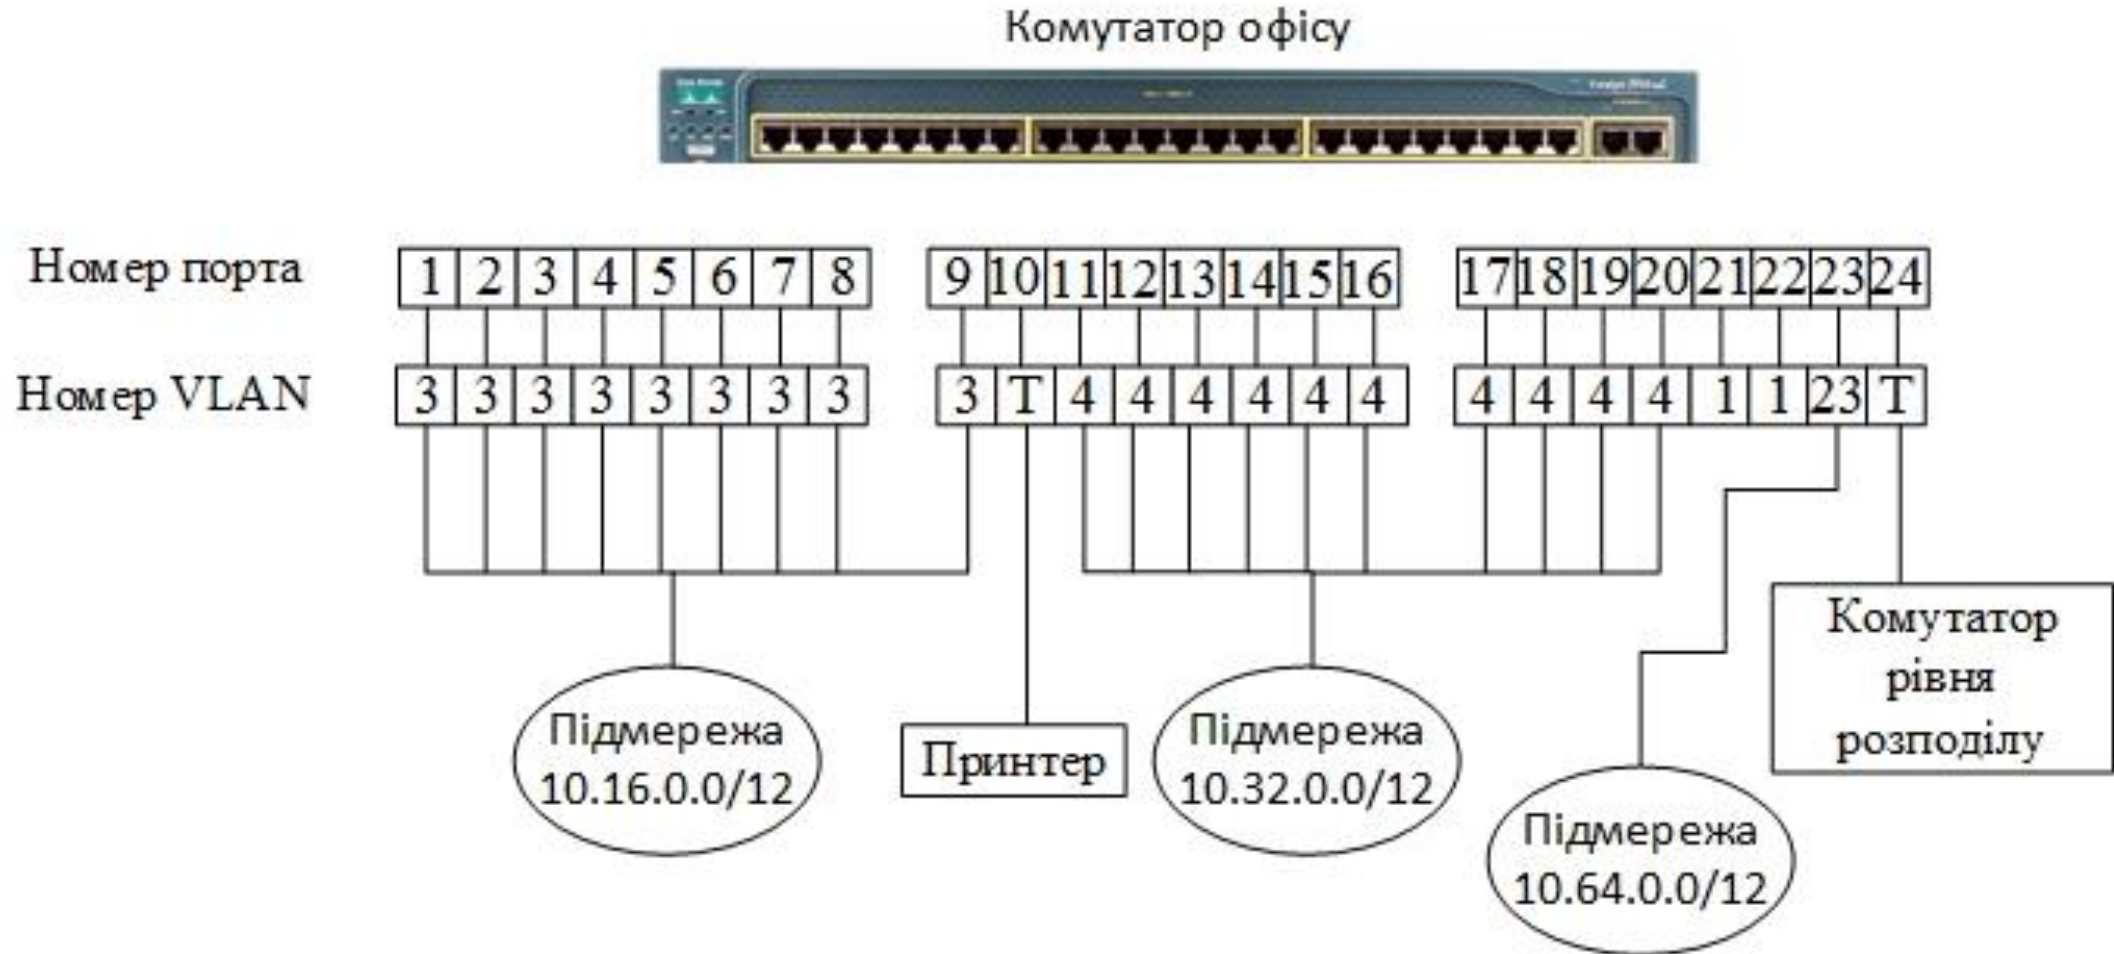 Комутатор офісу
Номер порта 1 2 3 4 5 6 7 8 9 10 11 12 13 14 15 16 17 18 19 20 21 22 23 24
Номер VLAN 3 3 3 3 3 3 3 3 3 T 4 4 4 4 4 4 4 4 4 4 1 1 23 T
Підмережа
10.16.0.0/12
Принтер
Підмережа
10.32.0.0/12
Підмережа
10.64.0.0/12
Комутатор
рівня
розподілу